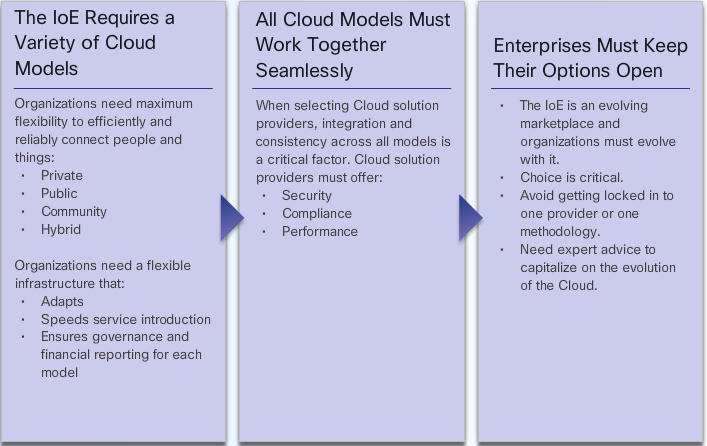 The IoE Requires a
Variety of Cloud
Models
Organizations need maximum
flexibility to efficiently and
reliably connect people and
things:
· Private
· Public
· Community
· Hybrid
Organizations need a flexible
infrastructure that:
· Adapts
· Speeds service introduction
· Ensures governance and
financial reporting for each
model
All Cloud Models Must
Work Together
Seamlessly
When selecting Cloud solution
providers, integration and
consistency across all models is
a critical factor. Cloud solution
providers must offer:
· Security
· Compliance
· Performance
Enterprises Must Keep
Their Options Open
· The IoE is an evolving
marketplace and
organizations must evolve
with it.
· Choice is critical.
· Avoid getting locked in to
one provider or one
methodology.
· Need expert advice to
capitalize on the evolution
of the Cloud.